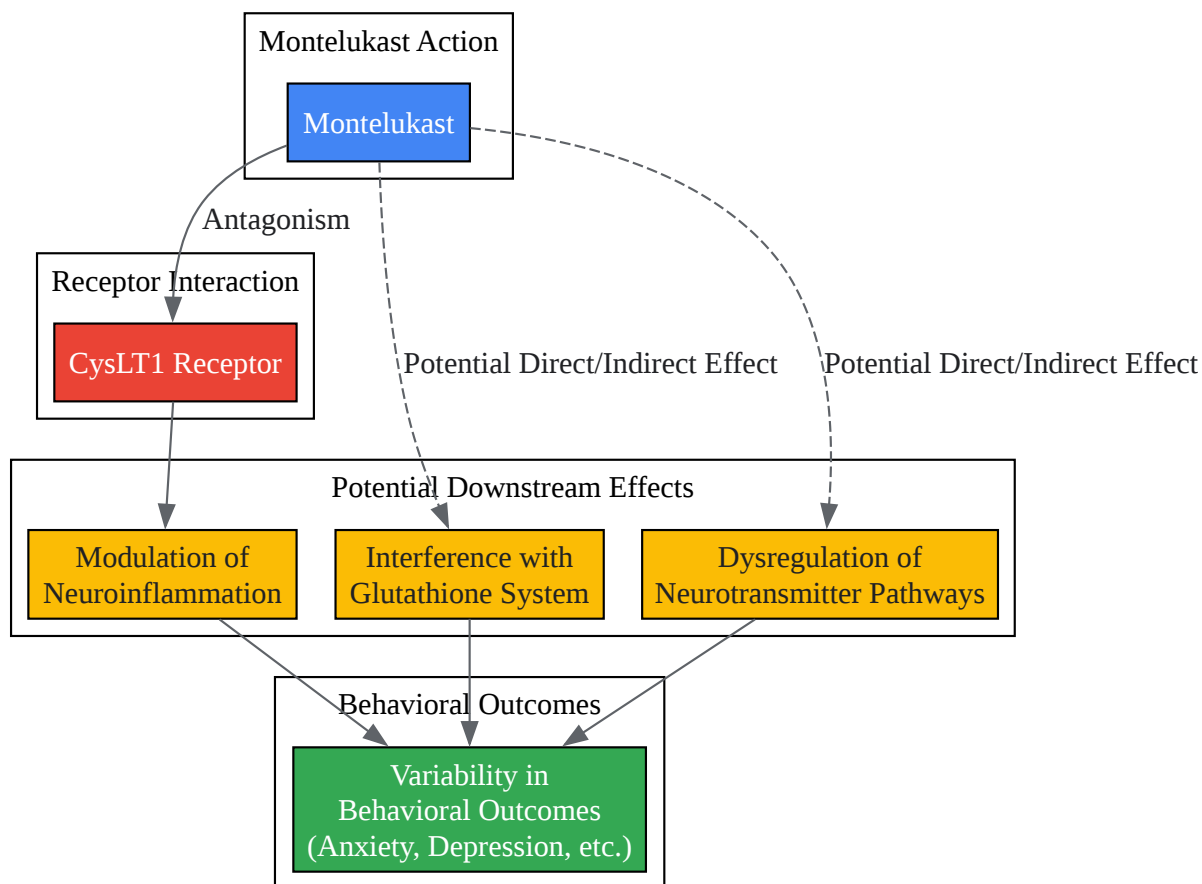 Montelukast Action
Montelukast
Antagonism
Receptor Interaction
CysLT1 Receptor
Potential Direct/Indirect Effect
Potential Direct/Indirect Effect
Potential Downstream Effects
Modulation of
Neuroinflammation
Interference with
Glutathione System
Dysregulation of
Neurotransmitter Pathways
Behavioral Outcomes
Variability in
Behavioral Outcomes
(Anxiety, Depression, etc.)